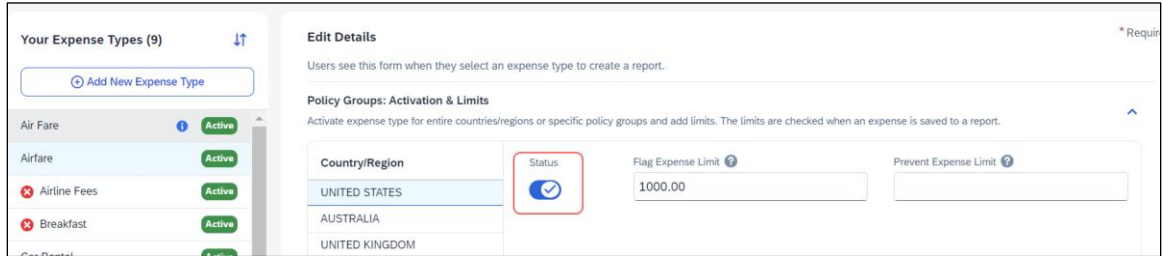 Your Expense Types (9)
Add New Expense Type
Air Fare Active
Airfare Active
Airline Fees Active
Breakfast Active
Car Rental Active
Edit Details
Users see this form when they select an expense type to create a report.
Policy Groups: Activation & Limits
Activate expense type for entire countries/regions or specific policy groups and add limits. The limits are checked when an expense is saved to a report.
Country/Region Status Flag Expense Limit Prevent Expense Limit
UNITED STATES 1000.00
AUSTRALIA
UNITED KINGDOM